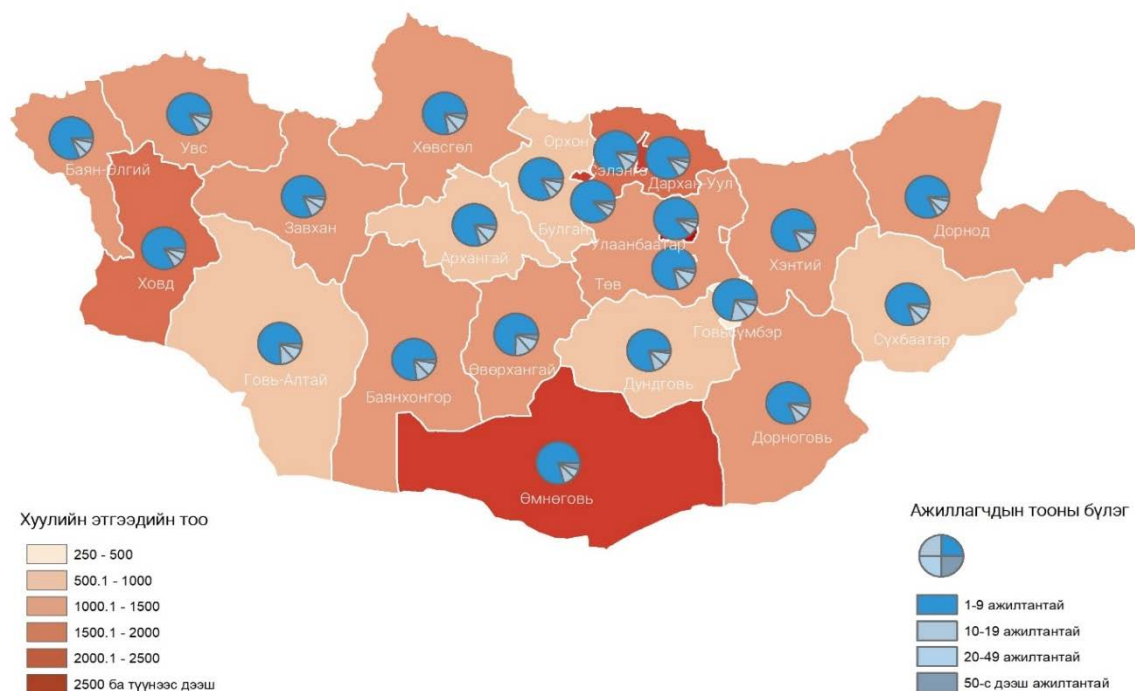 Орхон
Увс
Хөвсгөл
Сэлэнгэ
Баян-Өлгий
Дархан-Уул
Завхан
Булган
Дорнод
Архангай
Улаанбаатар
Хэнтий
Ховд
Төв
Говьсүмбэр
Сүхбаатар
Говь-Алтай
Баянхонгор
Өвөрхангай
Дундговь
Дорноговь
Өмнөговь
Хуулийн этгээдийн тоо
250 - 500
500.1 - 1000
1000.1 - 1500
1500.1 - 2000
2000.1 - 2500
2500 ба түүнээс дээш
Ажиллагчдын тооны бүлэг
1-9 ажилтантай
10-19 ажилтантай
20-49 ажилтантай
50-с дээш ажилтантай